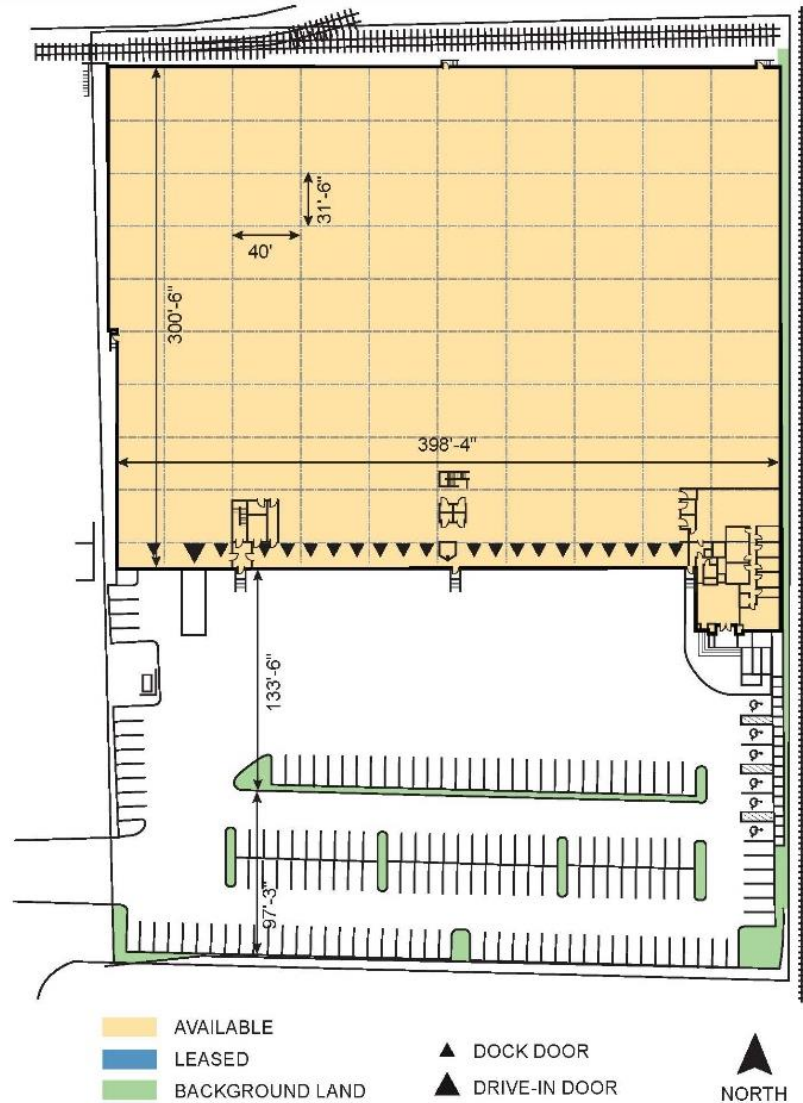 31'-6"
40'
300'-6"
398'-4"
133'-6"
97'-3"
AVAILABLE
LEASED
BACKGROUND LAND
DOCK DOOR
DRIVE-IN DOOR
NORTH